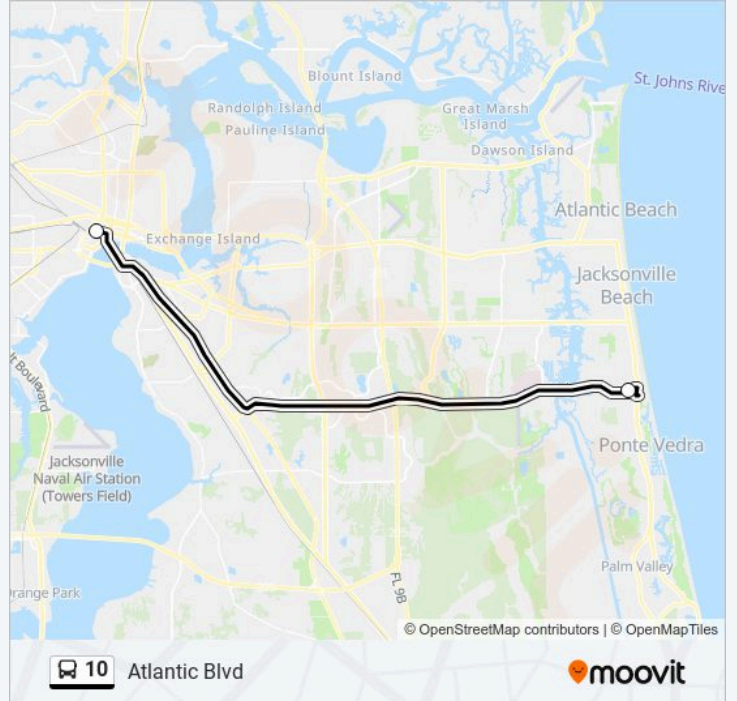 Blount Island
St. Johns Rive
Randolph Island
Great Marsh
Island
Pauline Island
Dawson Island
Atlantic Beach
Exchange Island
Jacksonville
Beach
lt Boulevard
Ponte Vedra
Jacksonville
Naval Air Station
(Towers Field)
Palm Valley
FL 9B
range Park
© OpenStreetMap contributors | © OpenMapTiles
10 Atlantic Blvd
moovit